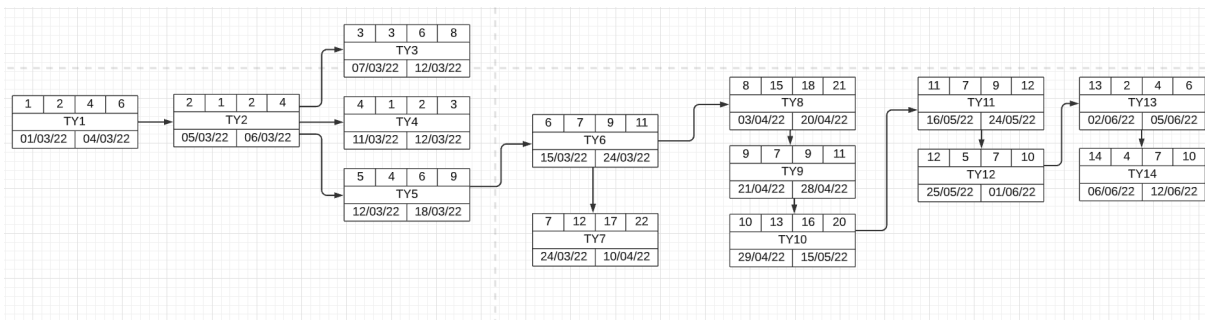 1 2 4 6
TY1
01/03/22 04/03/22
2 1 2 4
TY2
05/03/22 06/03/22
3 3 6 8
TY3
07/03/22 12/03/22
4 1 2 3
TY4
11/03/22 12/03/22
5 4 6 9
TY5
12/03/22 18/03/22
6 7 9 11
TY6
15/03/22 24/03/22
7 12 17 22
TY7
24/03/22 10/04/22
8 15 18 21
TY8
03/04/22 20/04/22
9 7 9 11
TY9
21/04/22 28/04/22
10 13 16 20
TY10
29/04/22 15/05/22
11 7 9 12
TY11
16/05/22 24/05/22
12 5 7 10
TY12
25/05/22 01/06/22
13 2 4 6
TY13
02/06/22 05/06/22
14 4 7 10
TY14
06/06/22 12/06/22